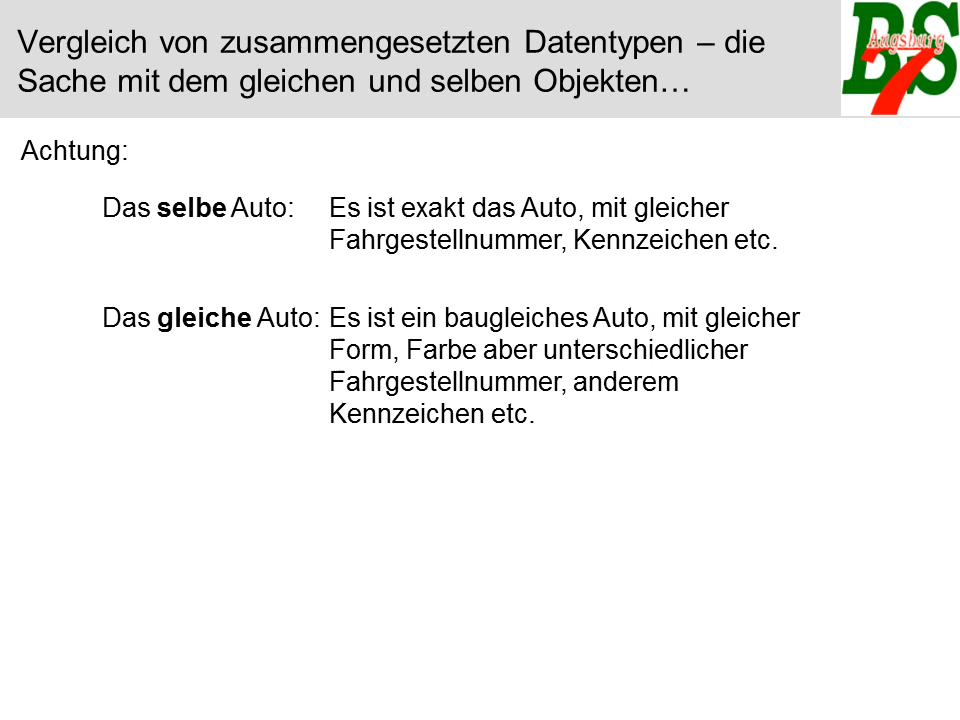 Vergleich von zusammengesetzten Datentypen – die
Sache mit dem gleichen und selben Objekten…
BS
Augsburg
7
Achtung:
Das selbe Auto: Es ist exakt das Auto, mit gleicher
Fahrgestellnummer, Kennzeichen etc.
Das gleiche Auto: Es ist ein baugleiches Auto, mit gleicher
Form, Farbe aber unterschiedlicher
Fahrgestellnummer, anderem
Kennzeichen etc.